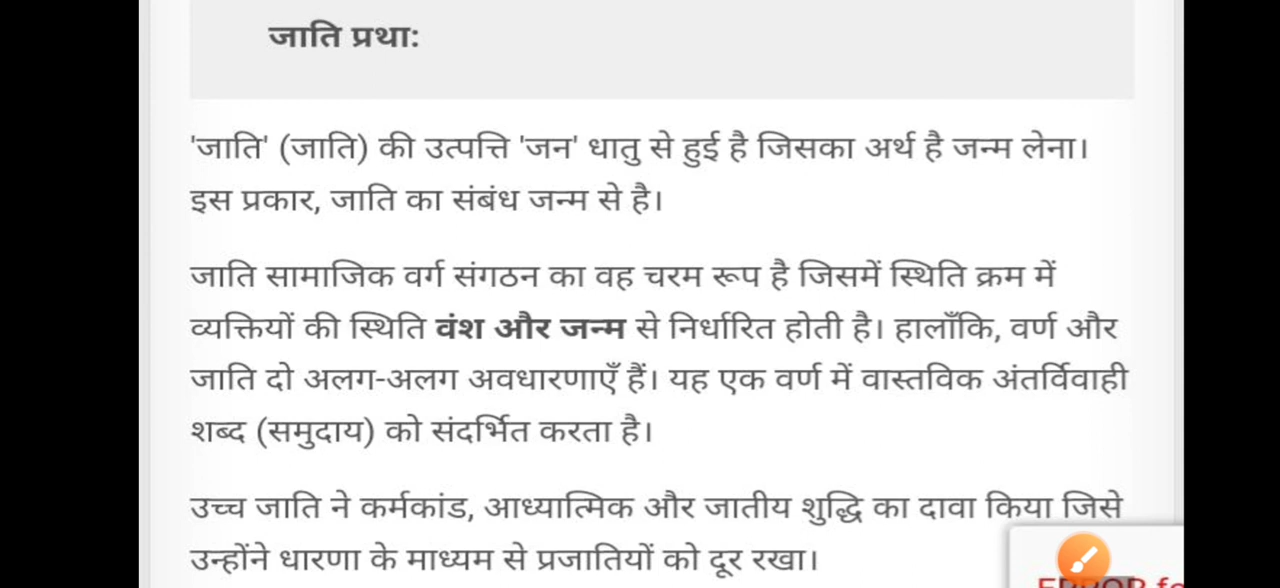 जाति प्रथा:
'जाति' (जाति) की उत्पत्ति 'जन' धातु से हुई है जिसका अर्थ है जन्म लेना।
इस प्रकार, जाति का संबंध जन्म से है।
जाति सामाजिक वर्ग संगठन का वह चरम रूप है जिसमें स्थिति क्रम में
व्यक्तियों की स्थिति वंश और जन्म से निर्धारित होती है। हालाँकि, वर्ण और
जाति दो अलग-अलग अवधारणाएँ हैं। यह एक वर्ण में वास्तविक अंतर्विवाही
शब्द (समुदाय) को संदर्भित करता है।
उच्च जाति ने कर्मकांड, आध्यात्मिक और जातीय शुद्धि का दावा किया जिसे
उन्होंने धारणा के माध्यम से प्रजातियों को दूर रखा।